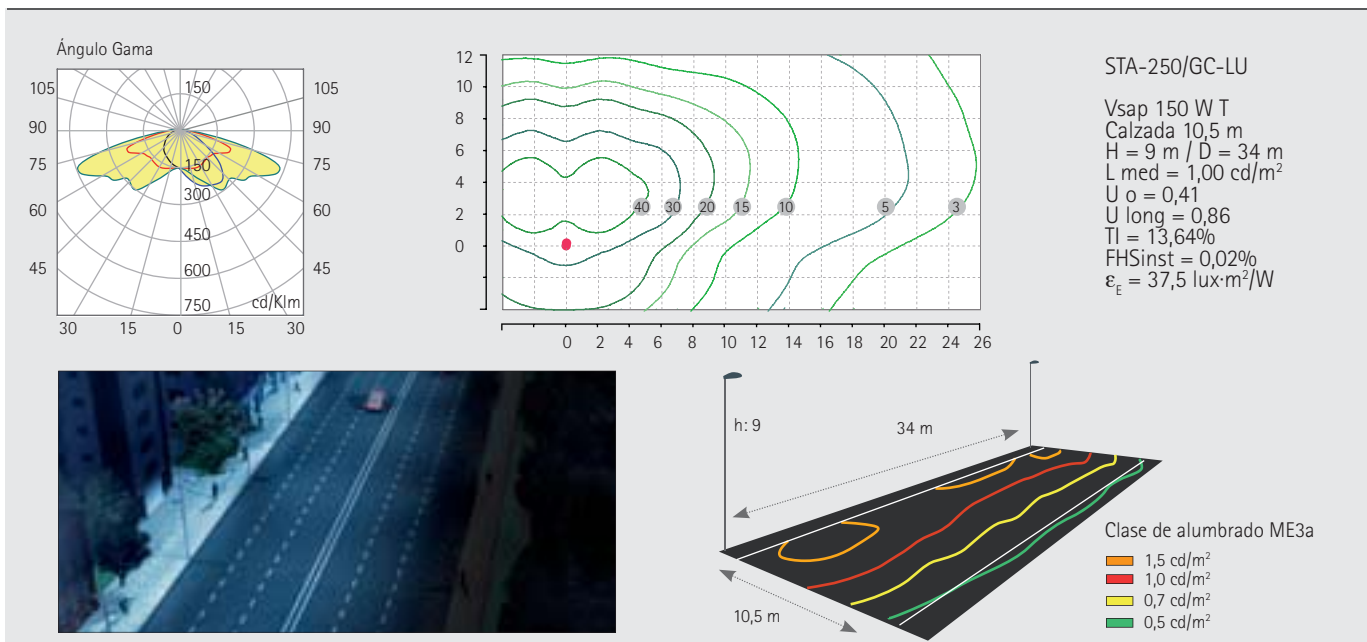 Ángulo Gama
105 150 105
90 90
75 150 75
300
60 450 60
600
45 750 cd/Klm 45
30 15 0 15 30
12
10
8
6
4
2
0
40 30 20 15 10 5 3
0 2 4 6 8 10 12 14 16 18 20 22 24 26
STA-250/GC-LU
Vsap 150 W T
Calzada 10,5 m
H = 9 m / D = 34 m
L med = 1,00 cd/m²
U o = 0,41
U long = 0,86
TI = 13,64%
FHSinst = 0,02%
εE = 37,5 lux·m²/W
h: 9
34 m
10,5 m
Clase de alumbrado ME3a
1,5 cd/m²
1,0 cd/m²
0,7 cd/m²
0,5 cd/m²